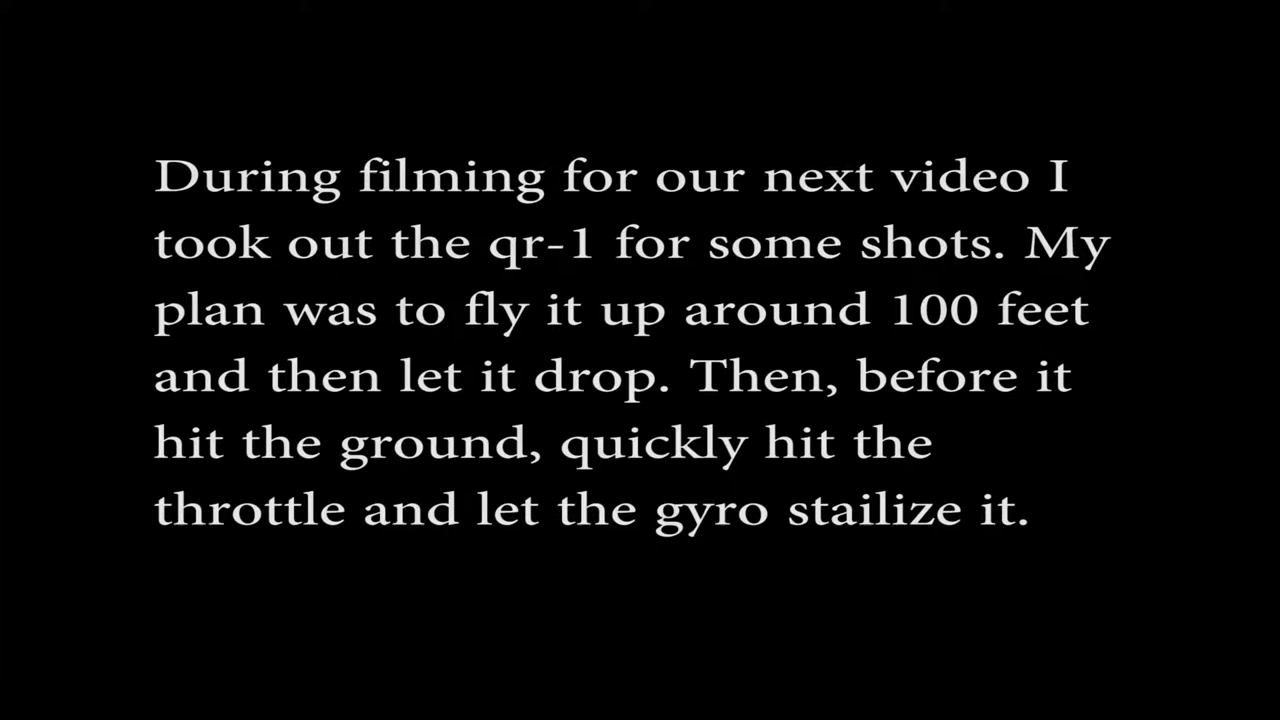 During filming for our next video I
took out the qr-1 for some shots. My
plan was to fly it up around 100 feet
and then let it drop. Then, before it
hit the ground, quickly hit the
throttle and let the gyro stailize it.